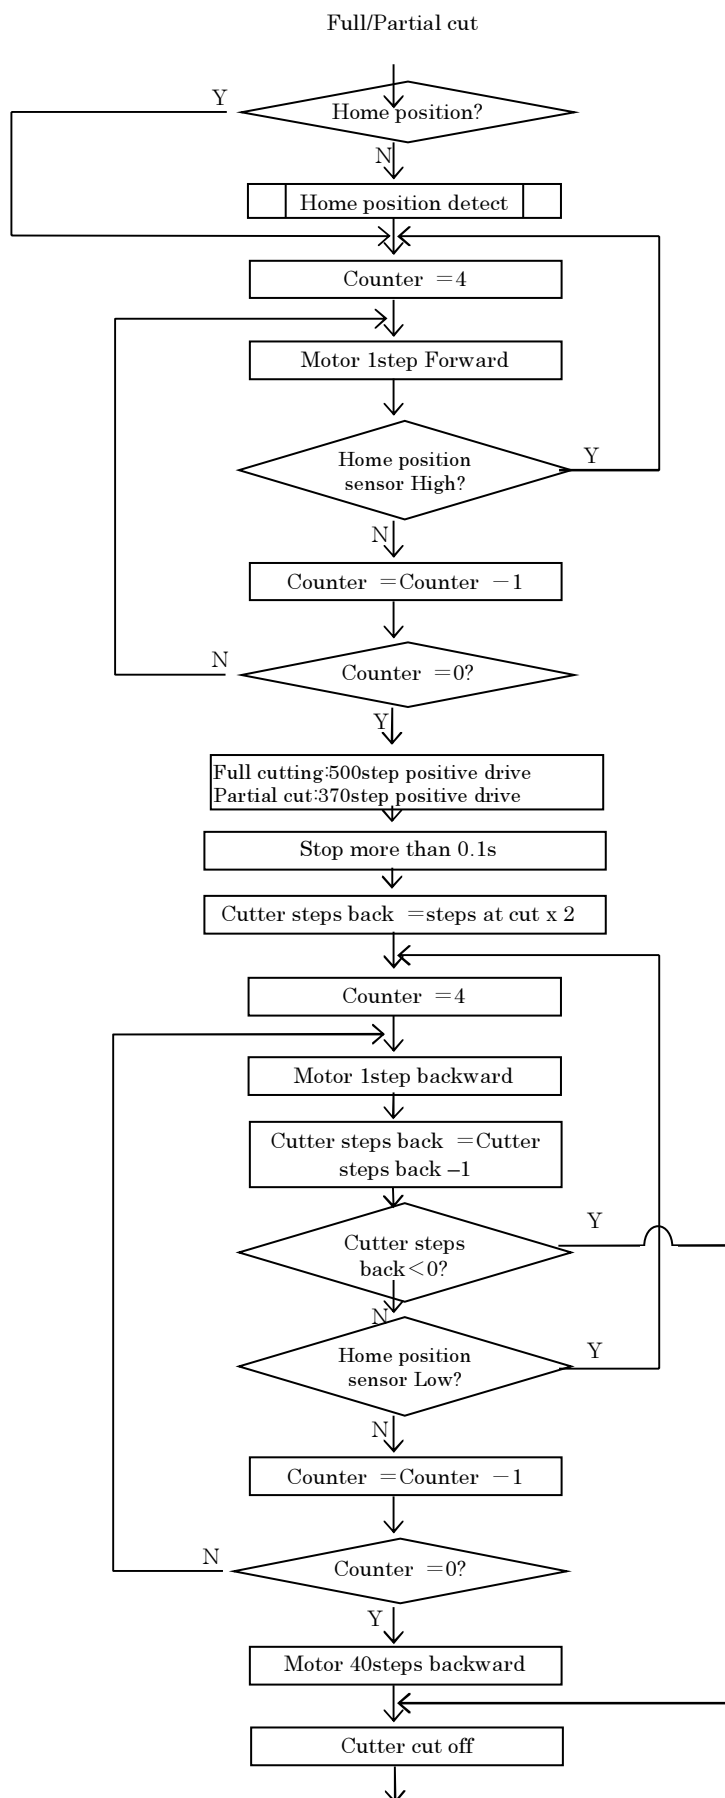 Full/Partial cut
Y
Home position?
N
Home position detect
Counter =4
Motor 1step Forward
Home position
sensor High?
Y
N
Counter =Counter −1
N
Counter =0?
Y
Full cutting:500step positive drive
Partial cut:370step positive drive
Stop more than 0.1s
Cutter steps back =steps at cut x 2
Counter =4
Motor 1step backward
Cutter steps back =Cutter
steps back –1
Y
Cutter steps
back<0?
N
Home position
sensor Low?
Y
N
Counter =Counter −1
N
Counter =0?
Y
Motor 40steps backward
Cutter cut off